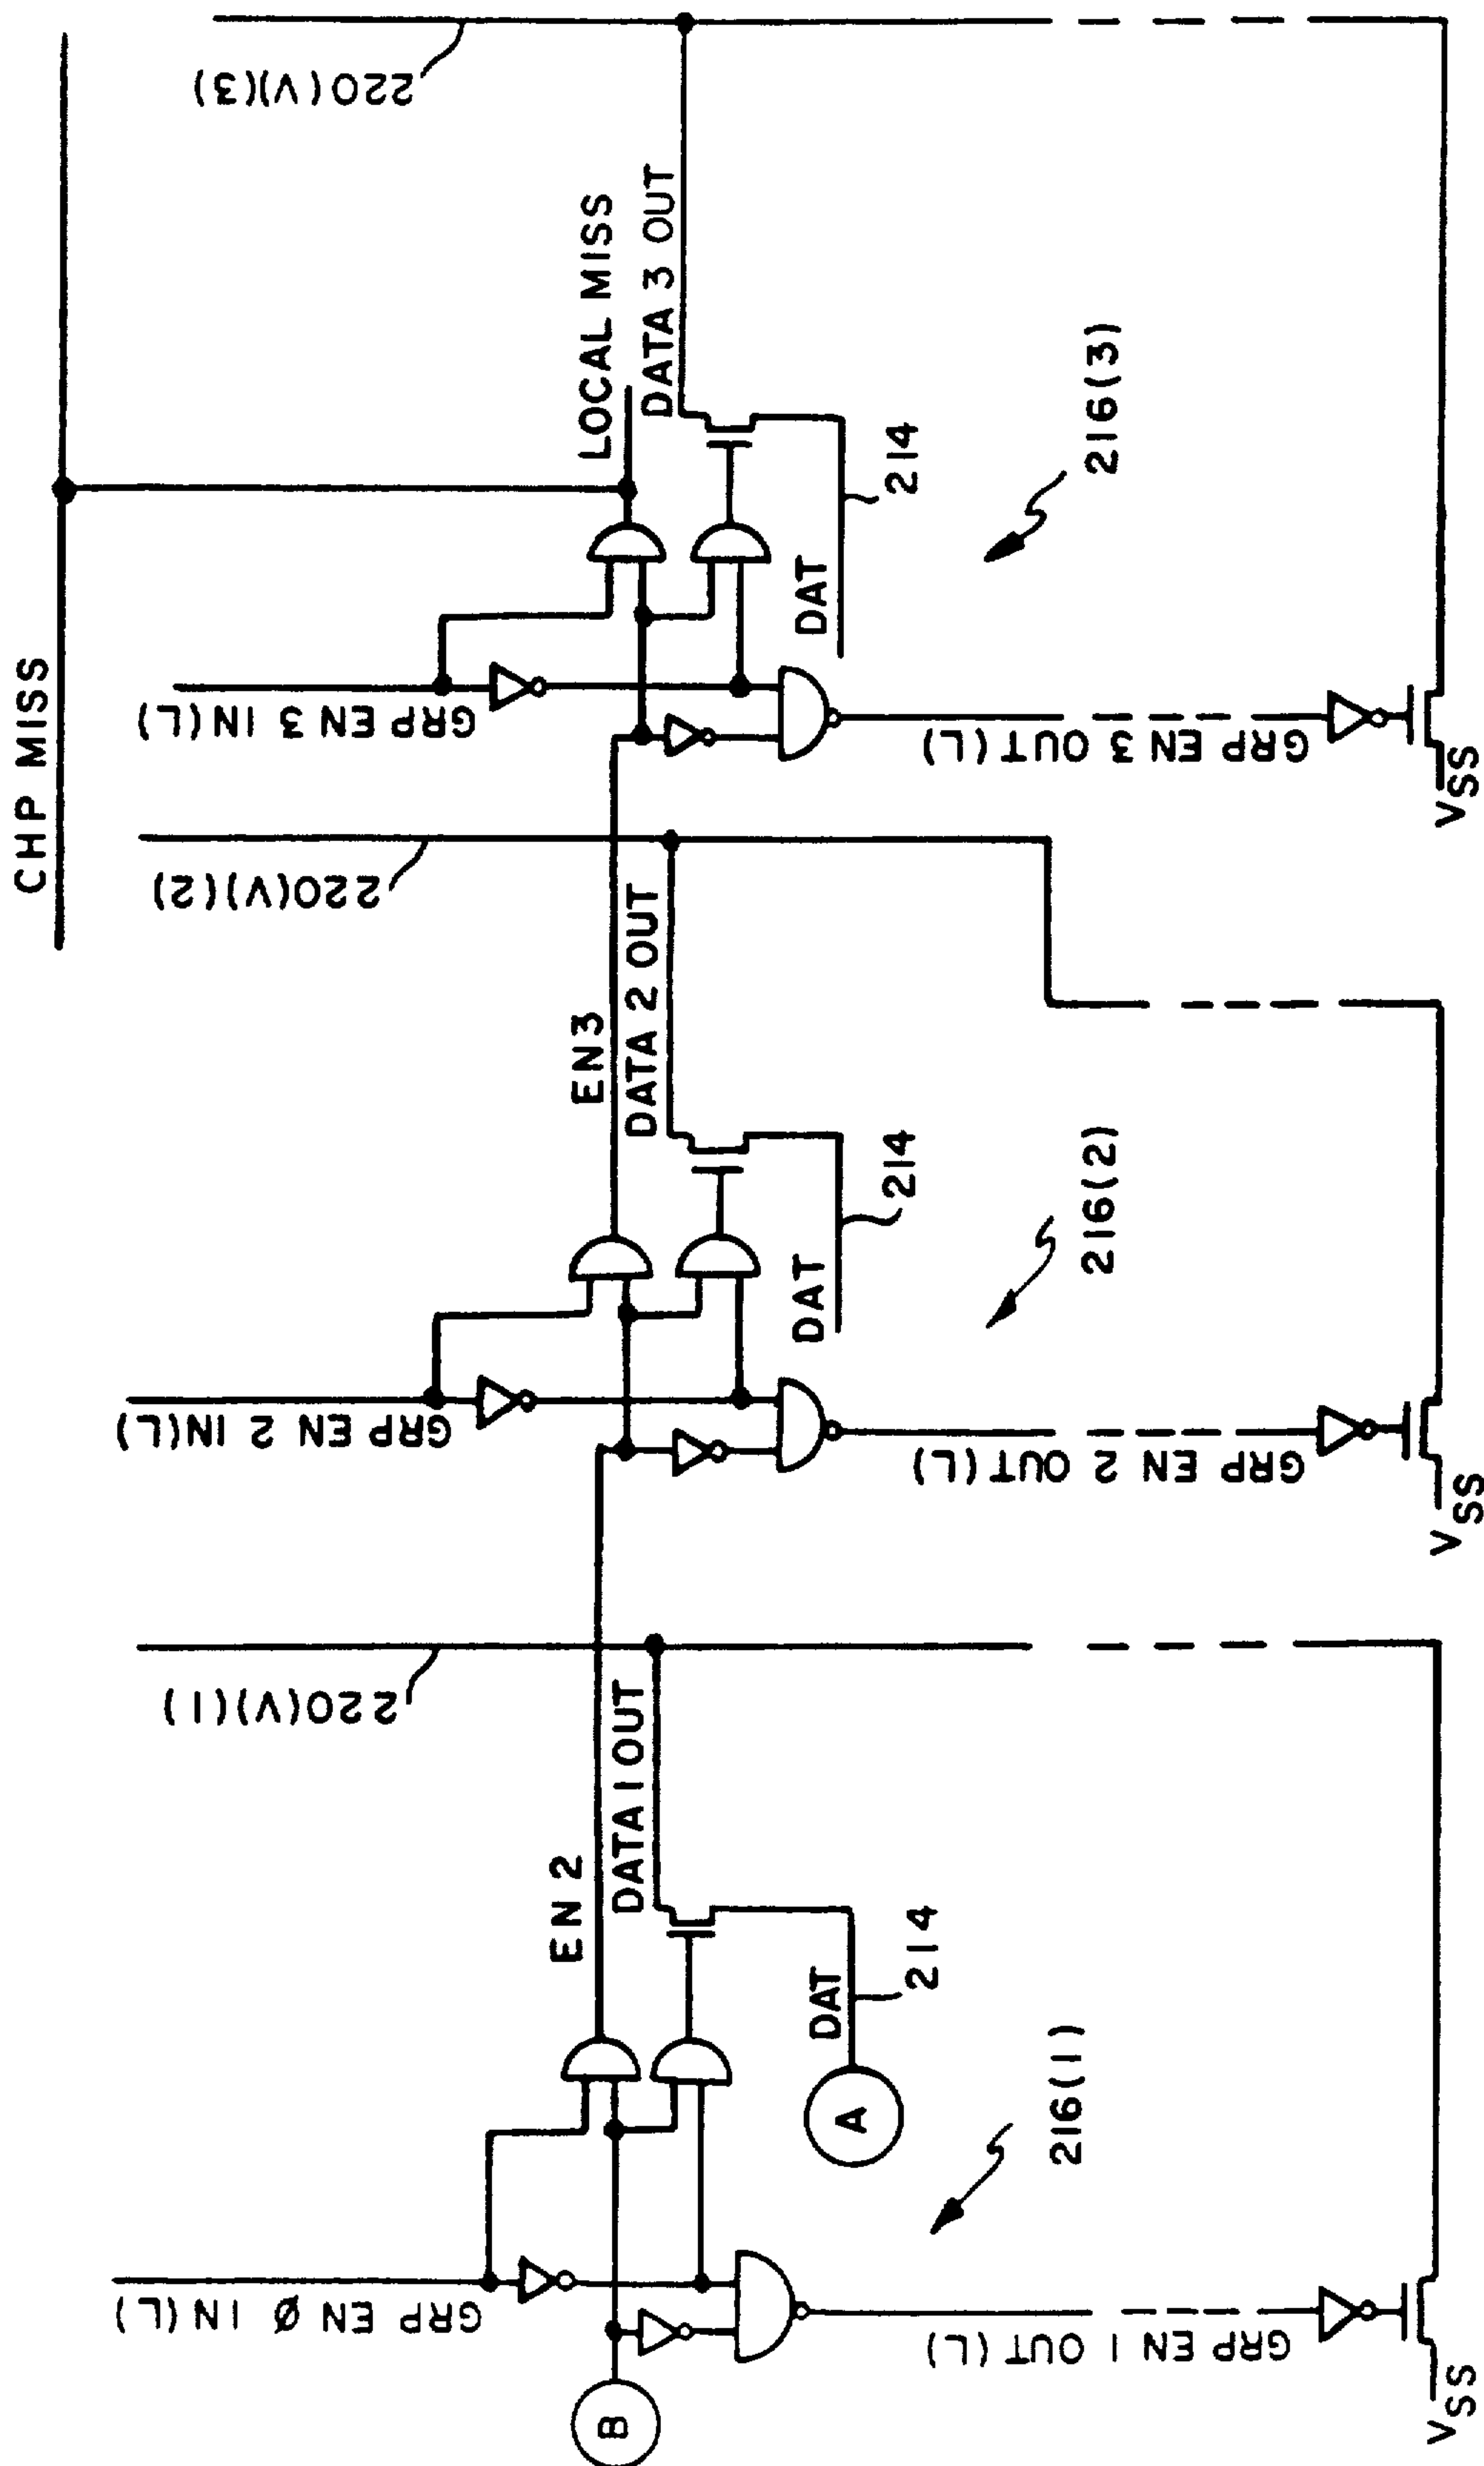 CHP MISS
220(V)(3)
LOCAL MISS
DATA 3 OUT
GRP EN 3 IN(L)
DAT
214
216(3)
GRP EN 3 OUT(L)
VSS
220(V)(2)
EN3
DATA 2 OUT
GRP EN 2 IN(L)
DAT
214
216(2)
GRP EN 2 OUT(L)
VSS
220(V)(1)
EN 2
DATA 1 OUT
GRP EN Ø IN(L)
DAT
214
A
B
216(1)
GRP EN 1 OUT(L)
VSS